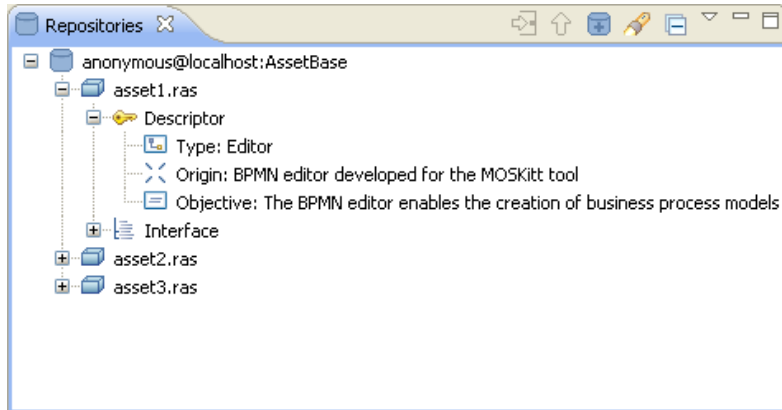 Repositories
anonymous@localhost:AssetBase
asset1.ras
Descriptor
Type: Editor
Origin: BPMN editor developed for the MOSKitt tool
Objective: The BPMN editor enables the creation of business process models
Interface
asset2.ras
asset3.ras